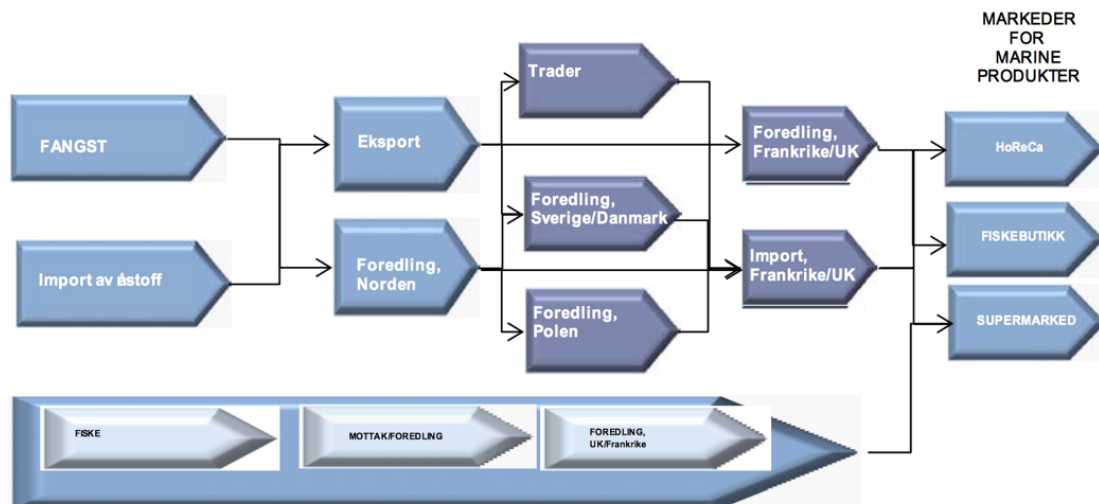 MARKEDER
FOR
MARINE
PRODUKTER
FANGST
Import av åstoff
Eksport
Foredling,
Norden
Trader
Foredling,
Sverige/Danmark
Foredling,
Polen
Foredling,
Frankrike/UK
Import,
Frankrike/UK
HoReCa
FISKEBUTIKK
SUPERMARKED
FISKE
MOTTAK/FOREDLING
FOREDLING,
UK/Frankrike